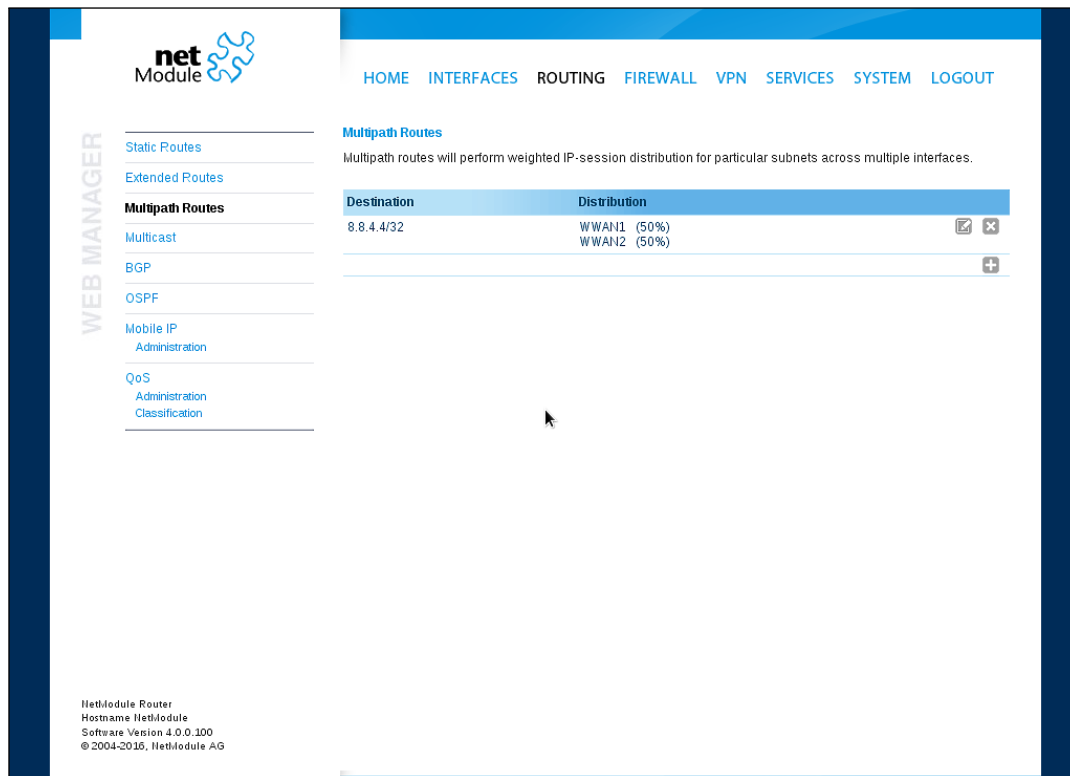 net
Module
HOME INTERFACES ROUTING FIREWALL VPN SERVICES SYSTEM LOGOUT
WEB MANAGER
Static Routes
Extended Routes
Multipath Routes
Multicast
BGP
OSPF
Mobile IP
Administration
QoS
Administration
Classification
Multipath Routes
Multipath routes will perform weighted IP-session distribution for particular subnets across multiple interfaces.
Destination Distribution
8.8.4.4/32 WWAN1 (50%)
WWAN2 (50%)
NetModule Router
Hostname NetModule
Software Version 4.0.0.100
© 2004-2016, NetModule AG